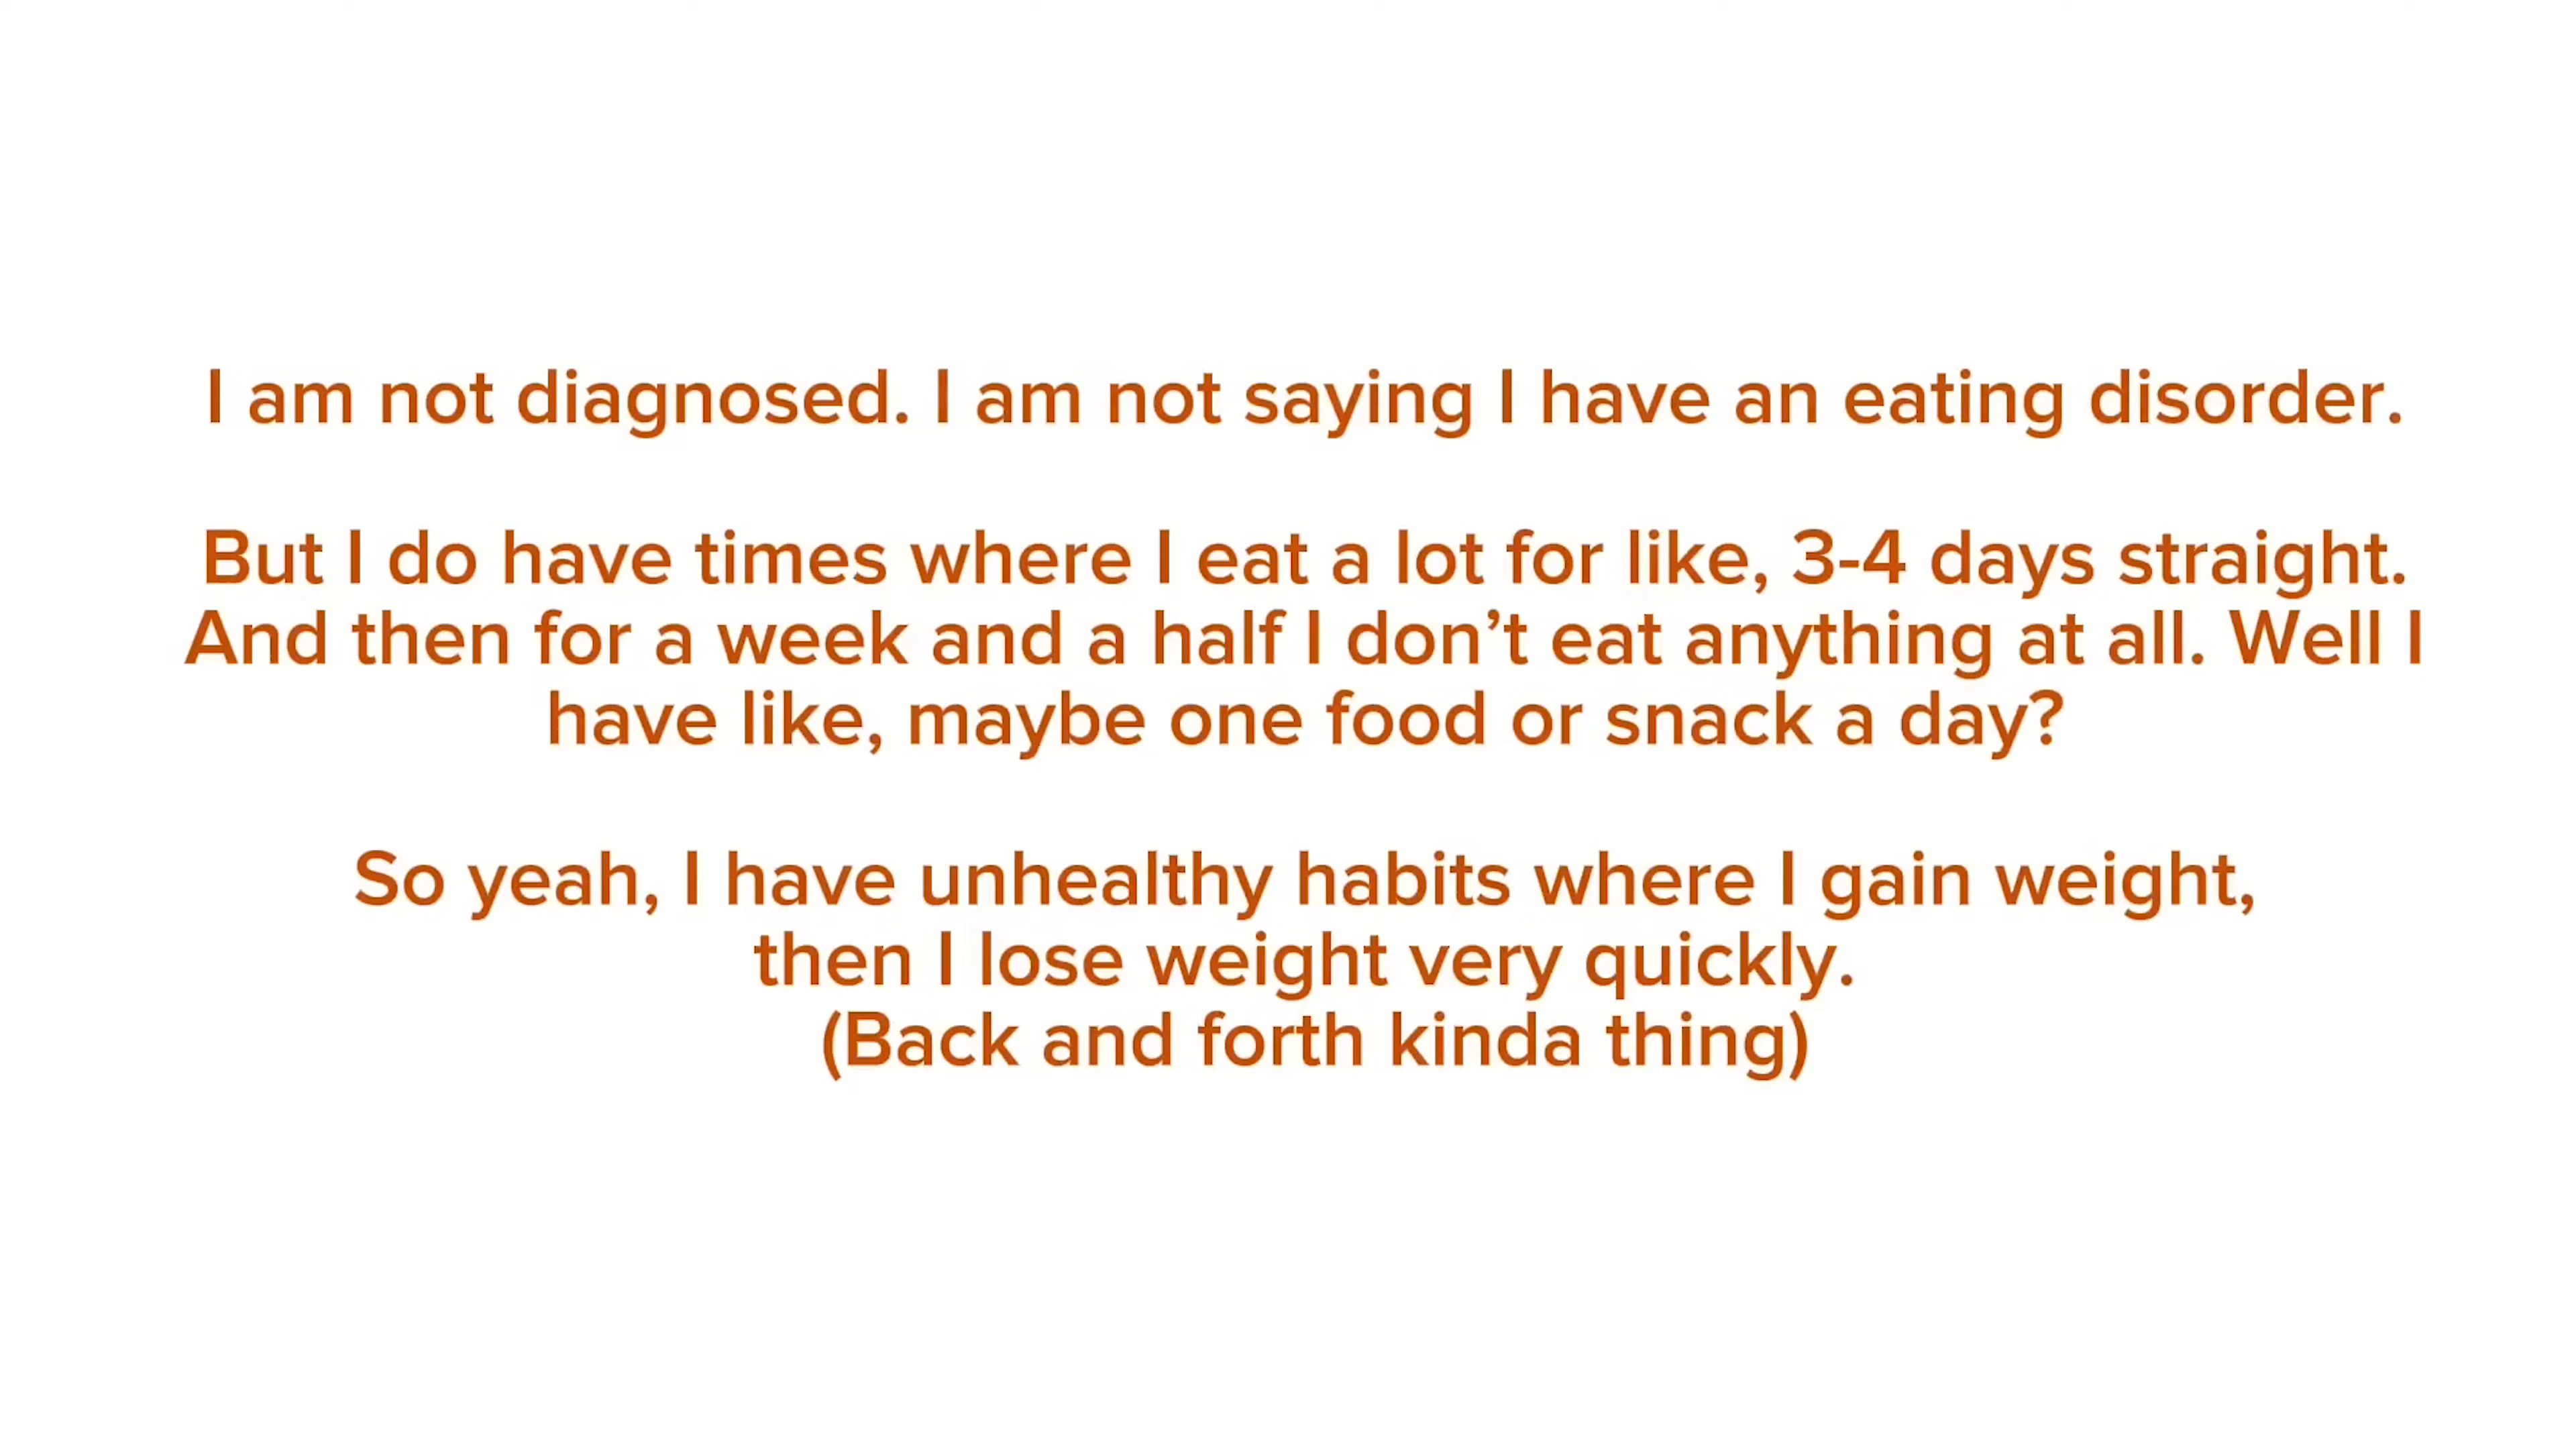 I am not diagnosed. I am not saying I have an eating disorder.
But I do have times where I eat a lot for like, 3-4 days straight.
And then for a week and a half I don’t eat anything at all. Well I
have like, maybe one food or snack a day?
So yeah, I have unhealthy habits where I gain weight,
then I lose weight very quickly.
(Back and forth kinda thing)